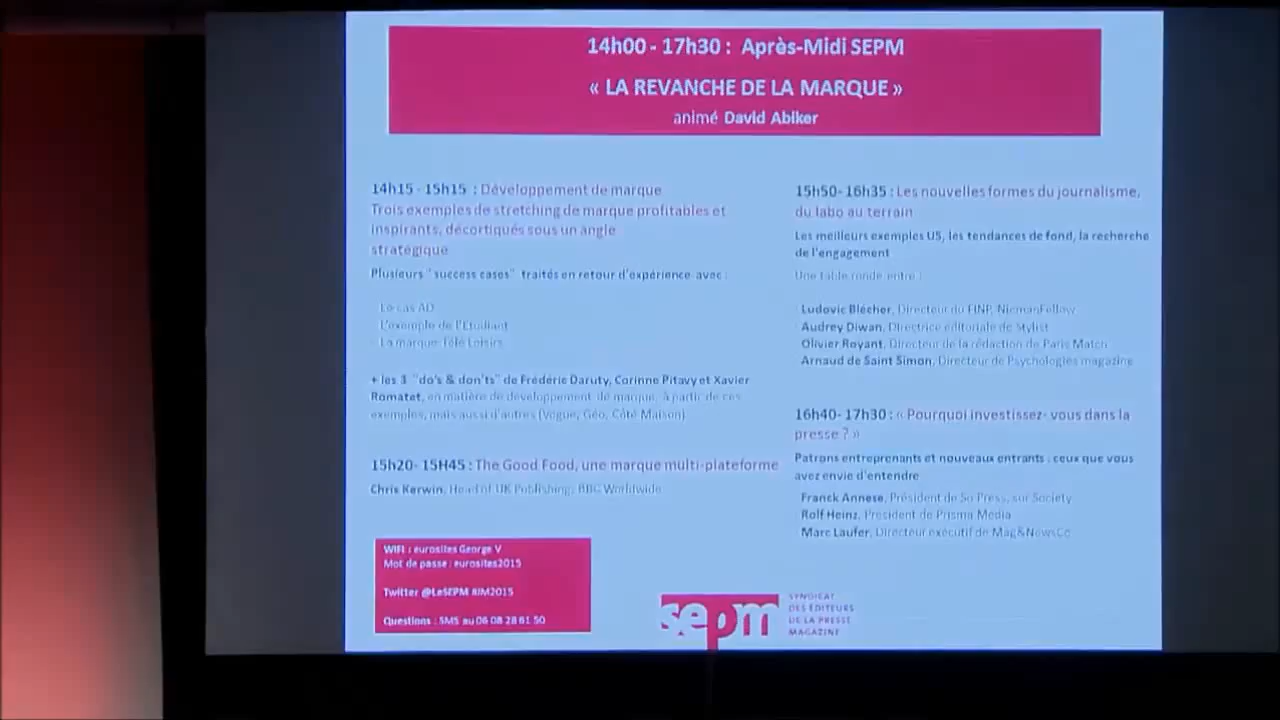 14h00 - 17h30 : Après-Midi SEPM
« LA REVANCHE DE LA MARQUE »
animé David Abiker
14h15 - 15h15 : Développement de marque
Trois exemples de stretching de marque profitables et
inspirants, décortiqués sous un angle
stratégique
Plusieurs "success cases" traités en retour d'expérience avec :
Le cas AD
L'exemple de l'Etudiant
La marque Télé Loisirs
+ les 3 "do's & don'ts" de Frédéric Daruty, Corinne Pitavy et Xavier
Romatet, en matière de développement de marque, à partir de ces
exemples, mais aussi d'autres (Vogue, Géo, Côté Maison)
15h20- 15H45 : The Good Food, une marque multi-plateforme
Chris Kerwin, Head of UK Publishing, BBC Worldwide
WIFI : eurosites George V
Mot de passe : eurosites2015
Twitter @LeSEPM #JM2015
Questions : SMS au 06 08 28 61 50
15h50- 16h35 : Les nouvelles formes du journalisme,
du labo au terrain
Les meilleurs exemples US, les tendances de fond, la recherche
de l'engagement
Une table ronde entre :
Ludovic Blécher, Directeur du FINP, NiemanFellow
Audrey Diwan, Directrice éditoriale de Stylist
Olivier Royant, Directeur de la rédaction de Paris Match
Arnaud de Saint Simon, Directeur de Psychologies magazine
16h40- 17h30 : « Pourquoi investissez- vous dans la
presse ? »
Patrons entreprenants et nouveaux entrants : ceux que vous
avez envie d'entendre
Franck Annese, Président de So Press, sur Society
Rolf Heinz, Président de Prisma Média
Marc Laufer, Directeur exécutif de Mag&NewsCo
sepm
SYNDICAT
DES ÉDITEURS
DE LA PRESSE
MAGAZINE